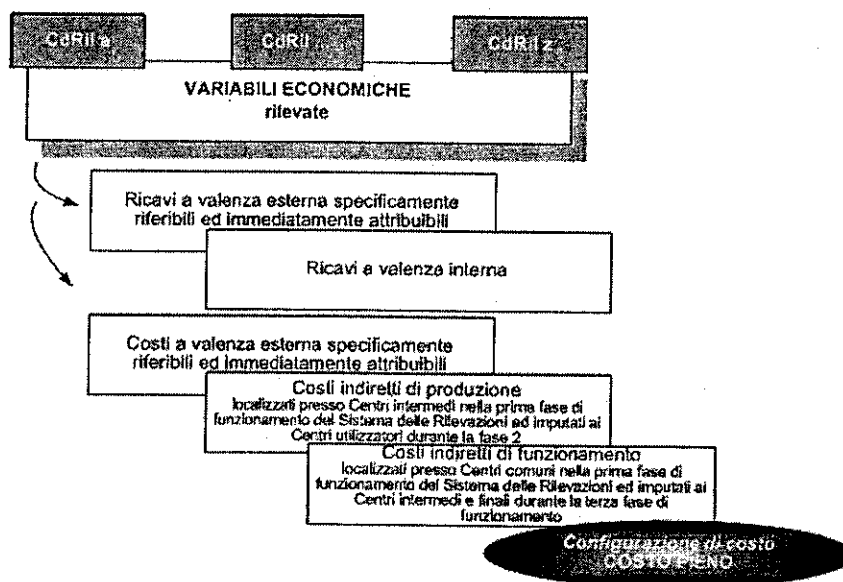 CdRil a
CdRil ...
CdRil z
VARIABILI ECONOMICHE
rilevate
Ricavi a valenza esterna specificamente
riferibili ed immediatamente attribuibili
Ricavi a valenza interna
Costi a valenza esterna specificamente
riferibili ed immediatamente attribuibili
Costi indiretti di produzione
localizzati presso Centri intermedi nella prima fase di
funzionamento del Sistema delle Rilevazioni ed imputati ai
Centri utilizzatori durante la fase 2
Costi indiretti di funzionamento
localizzati presso Centri comuni nella prima fase di
funzionamento del Sistema delle Rilevazioni ed imputati ai
Centri intermedi e finali durante la terza fase di
funzionamento
Configurazione di costo
COSTO PIENO